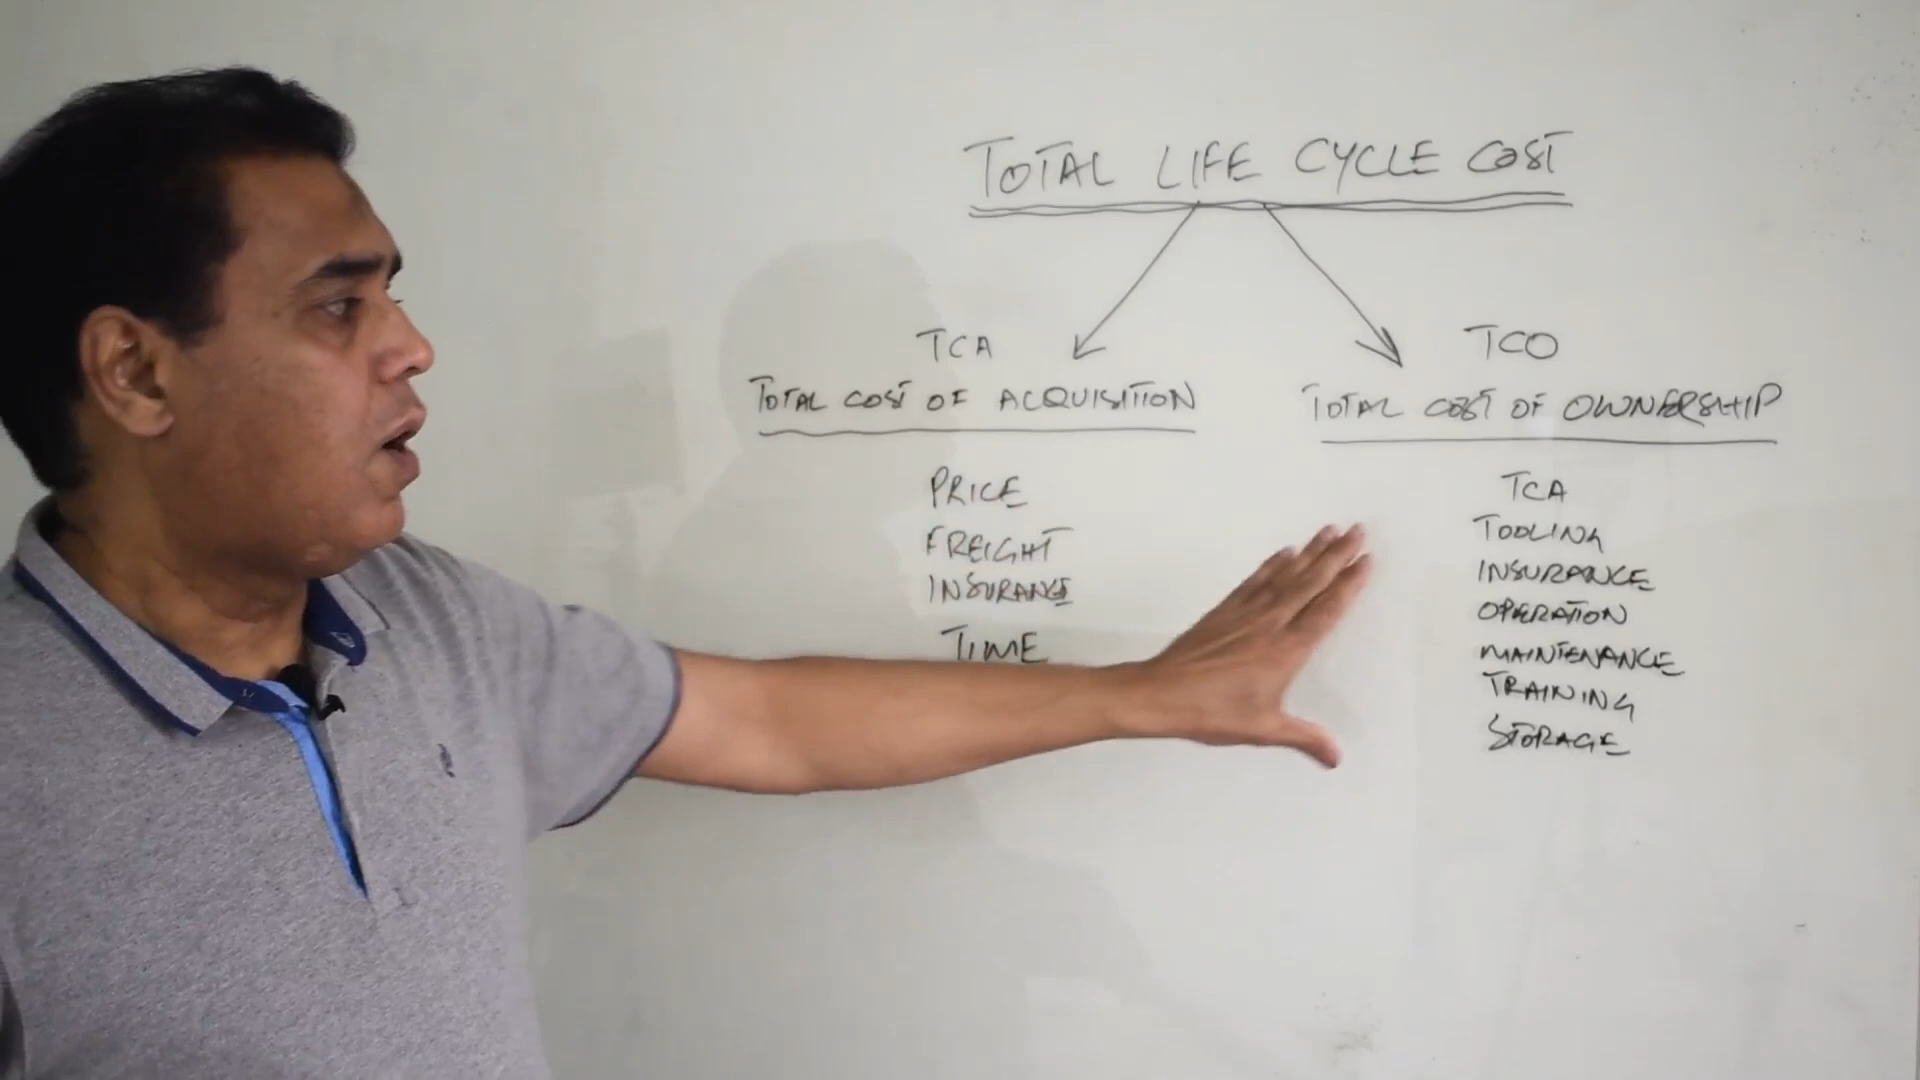 TOTAL LIFE CYCLE COST
TCA
TOTAL COST OF ACQUISITION
PRICE
FREIGHT
INSURANCE
TIME
TCO
TOTAL COST OF OWNERSHIP
TCA
TOOLING
INSURANCE
OPERATION
MAINTENANCE
TRAINING
STORAGE